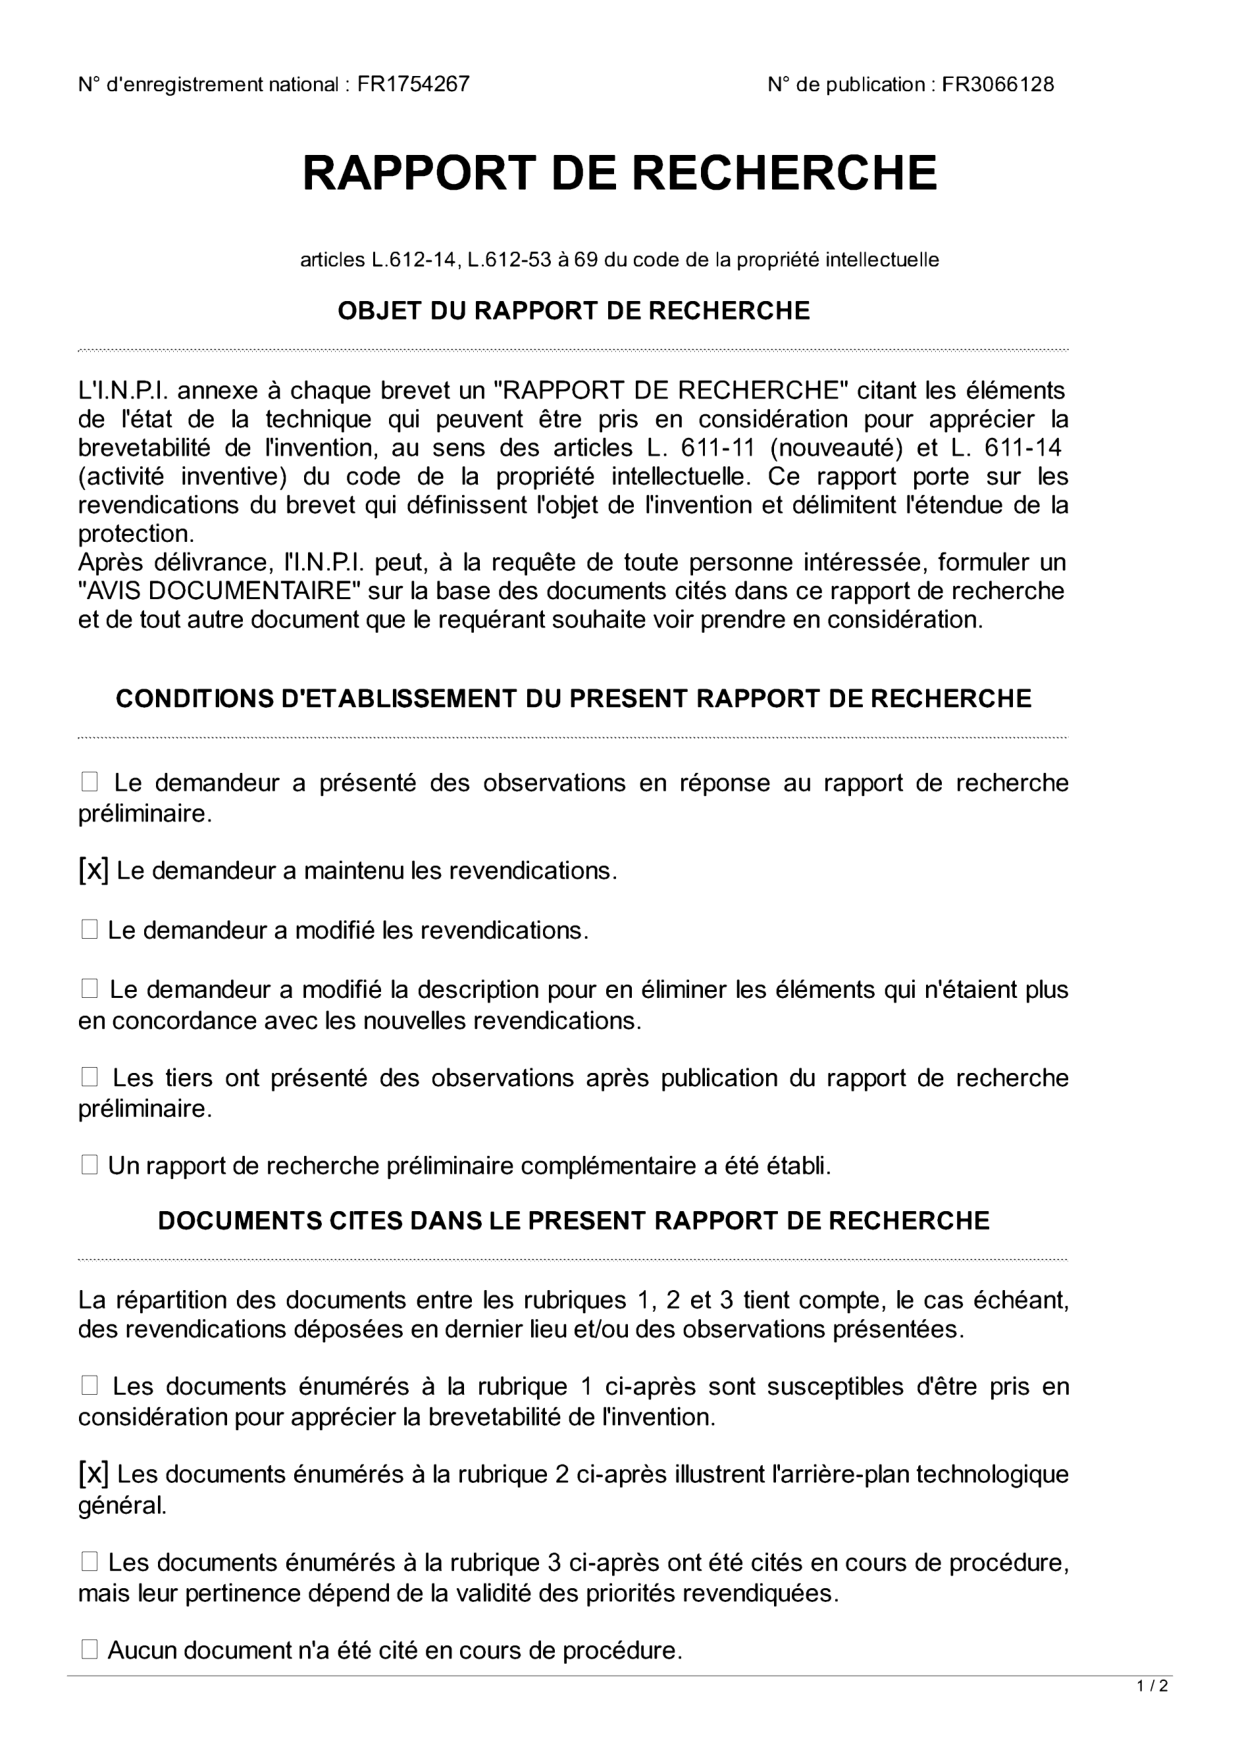 N° d'enregistrement national : FR1754267
N° de publication : FR3066128
RAPPORT DE RECHERCHE
articles L.612-14, L.612-53 à 69 du code de la propriété intellectuelle
OBJET DU RAPPORT DE RECHERCHE
L'I.N.P.I. annexe à chaque brevet un "RAPPORT DE RECHERCHE" citant les éléments
de l'état de la technique qui peuvent être pris en considération pour apprécier la
brevetabilité de l'invention, au sens des articles L. 611-11 (nouveauté) et L. 611-14
(activité inventive) du code de la propriété intellectuelle. Ce rapport porte sur les
revendications du brevet qui définissent l'objet de l'invention et délimitent l'étendue de la
protection.
Après délivrance, l'I.N.P.I. peut, à la requête de toute personne intéressée, formuler un
"AVIS DOCUMENTAIRE" sur la base des documents cités dans ce rapport de recherche
et de tout autre document que le requérant souhaite voir prendre en considération.
CONDITIONS D'ETABLISSEMENT DU PRESENT RAPPORT DE RECHERCHE
☐ Le demandeur a présenté des observations en réponse au rapport de recherche
préliminaire.
[x] Le demandeur a maintenu les revendications.
☐ Le demandeur a modifié les revendications.
☐ Le demandeur a modifié la description pour en éliminer les éléments qui n'étaient plus
en concordance avec les nouvelles revendications.
☐ Les tiers ont présenté des observations après publication du rapport de recherche
préliminaire.
☐ Un rapport de recherche préliminaire complémentaire a été établi.
DOCUMENTS CITES DANS LE PRESENT RAPPORT DE RECHERCHE
La répartition des documents entre les rubriques 1, 2 et 3 tient compte, le cas échéant,
des revendications déposées en dernier lieu et/ou des observations présentées.
☐ Les documents énumérés à la rubrique 1 ci-après sont susceptibles d'être pris en
considération pour apprécier la brevetabilité de l'invention.
[x] Les documents énumérés à la rubrique 2 ci-après illustrent l'arrière-plan technologique
général.
☐ Les documents énumérés à la rubrique 3 ci-après ont été cités en cours de procédure,
mais leur pertinence dépend de la validité des priorités revendiquées.
☐ Aucun document n'a été cité en cours de procédure.
1 / 2